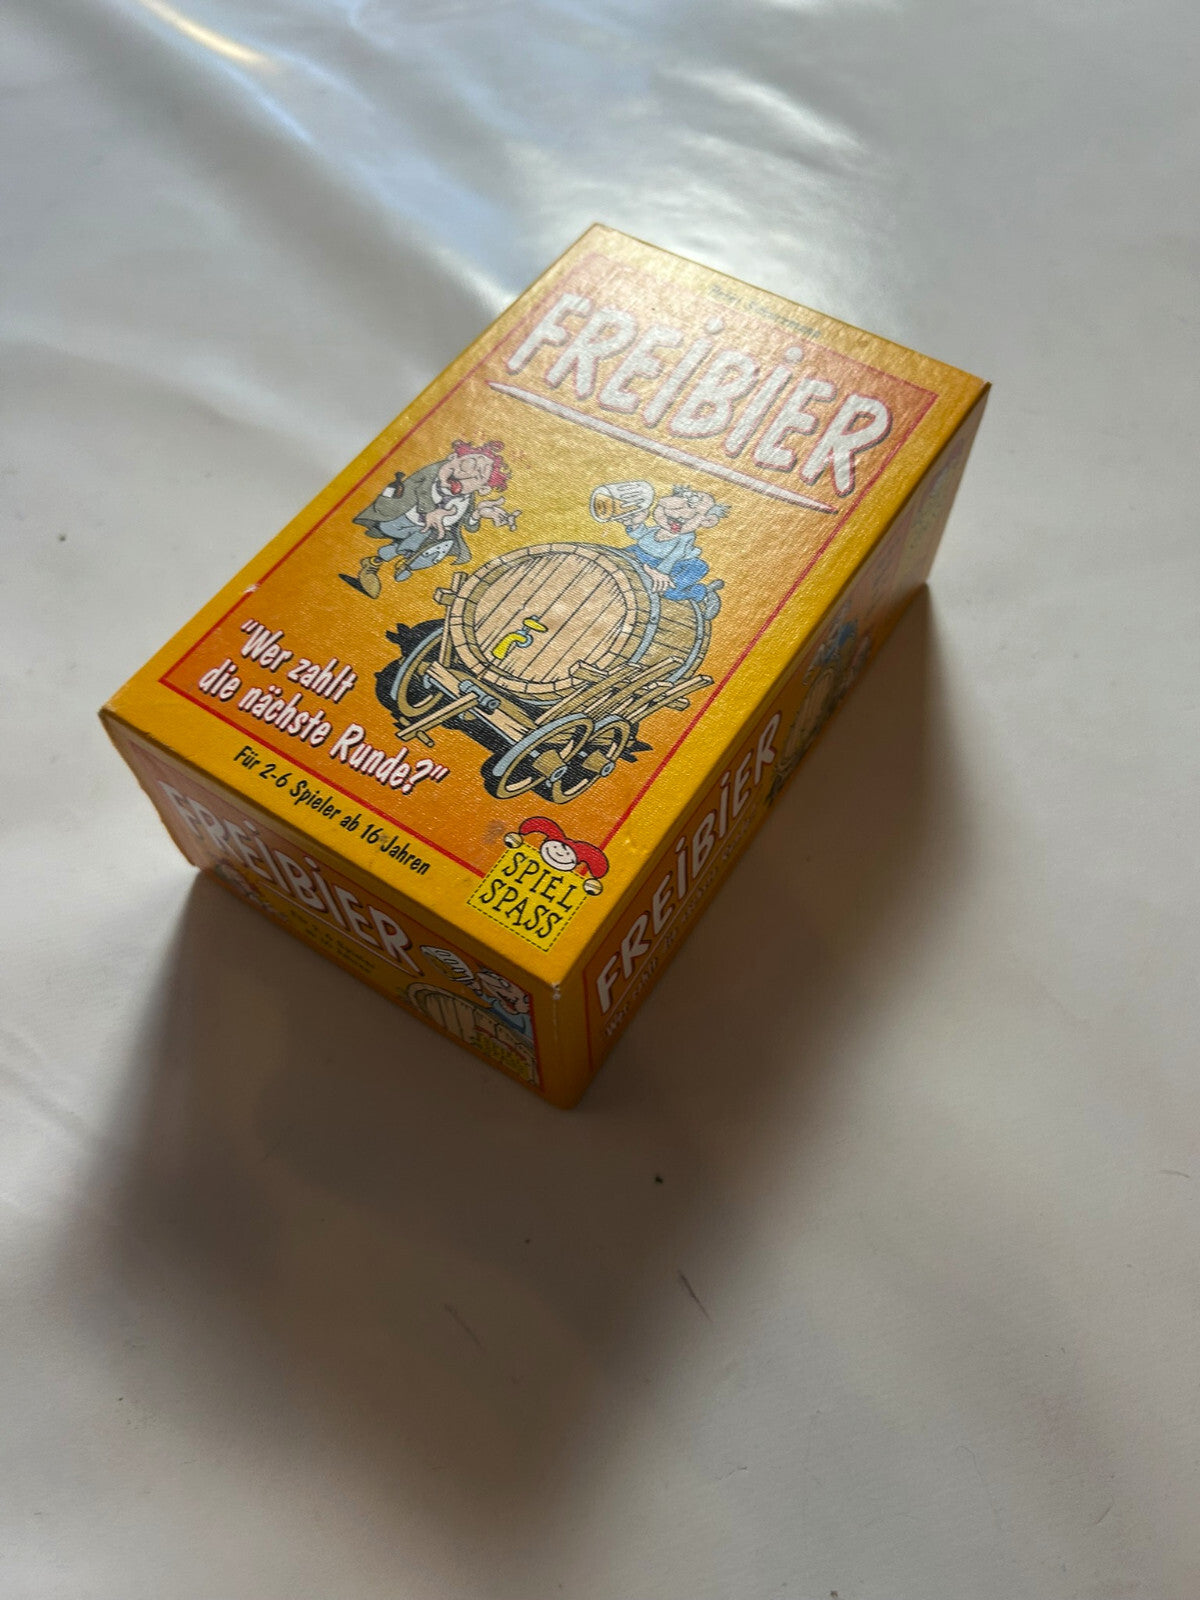 FREIBIER
"Wer zahlt
die nächste Runde?"
Für 2-6 Spieler ab 16 Jahren
SPIEL
SPASS
FREIBIER
FREIBIER